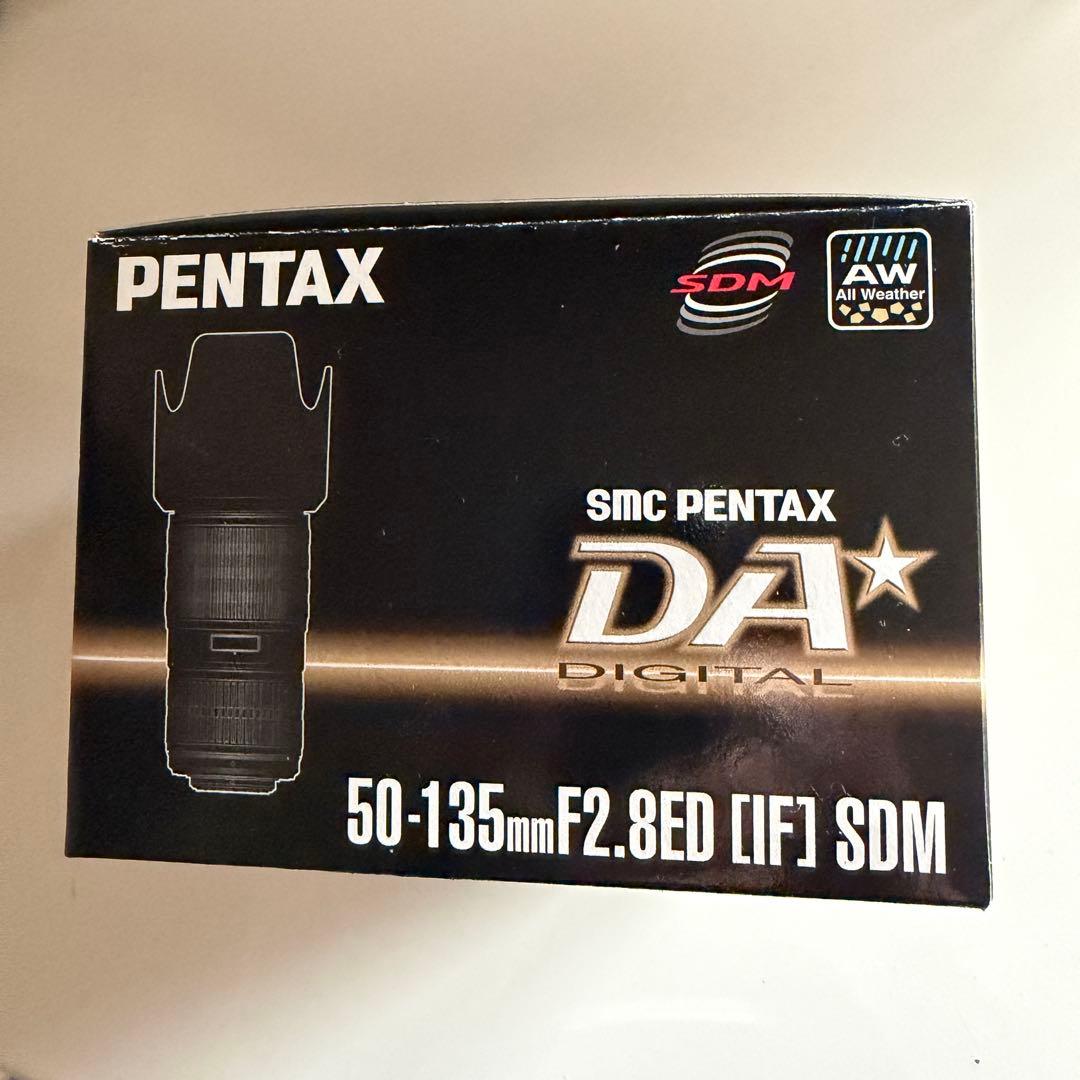 PENTAX
SDM
AW
All Weather
smc PENTAX
DA★
DIGITAL
50-135mmF2.8ED [IF] SDM